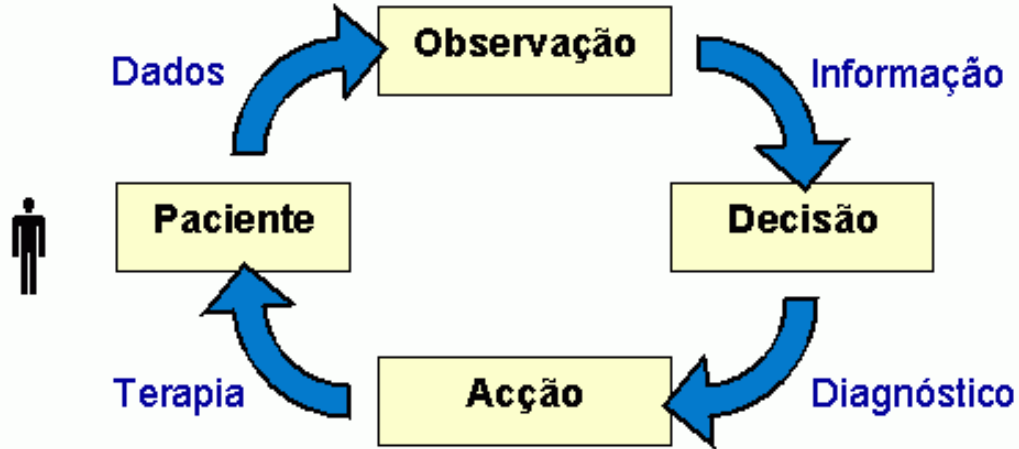 Observação
Dados
Informação
Paciente
Decisão
Terapia
Acção
Diagnóstico